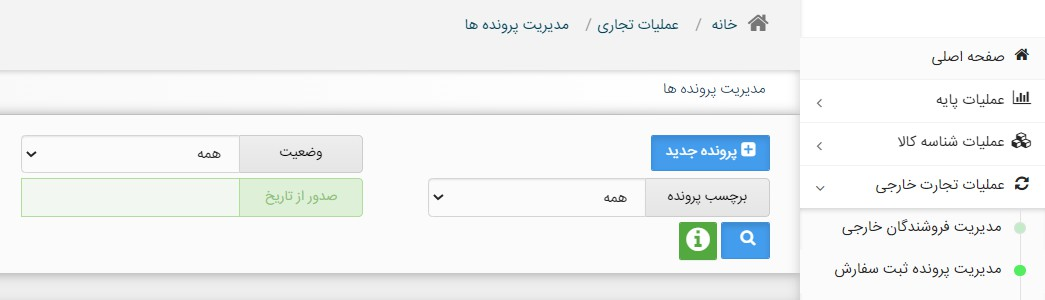 خانه / عملیات تجاری / مدیریت پرونده ها
صفحه اصلی
عملیات پایه
عملیات شناسه کالا
عملیات تجارت خارجی
مدیریت فروشندگان خارجی
مدیریت پرونده ثبت سفارش
مدیریت پرونده ها
پرونده جدید
وضعیت همه
برچسب پرونده همه
صدور از تاریخ